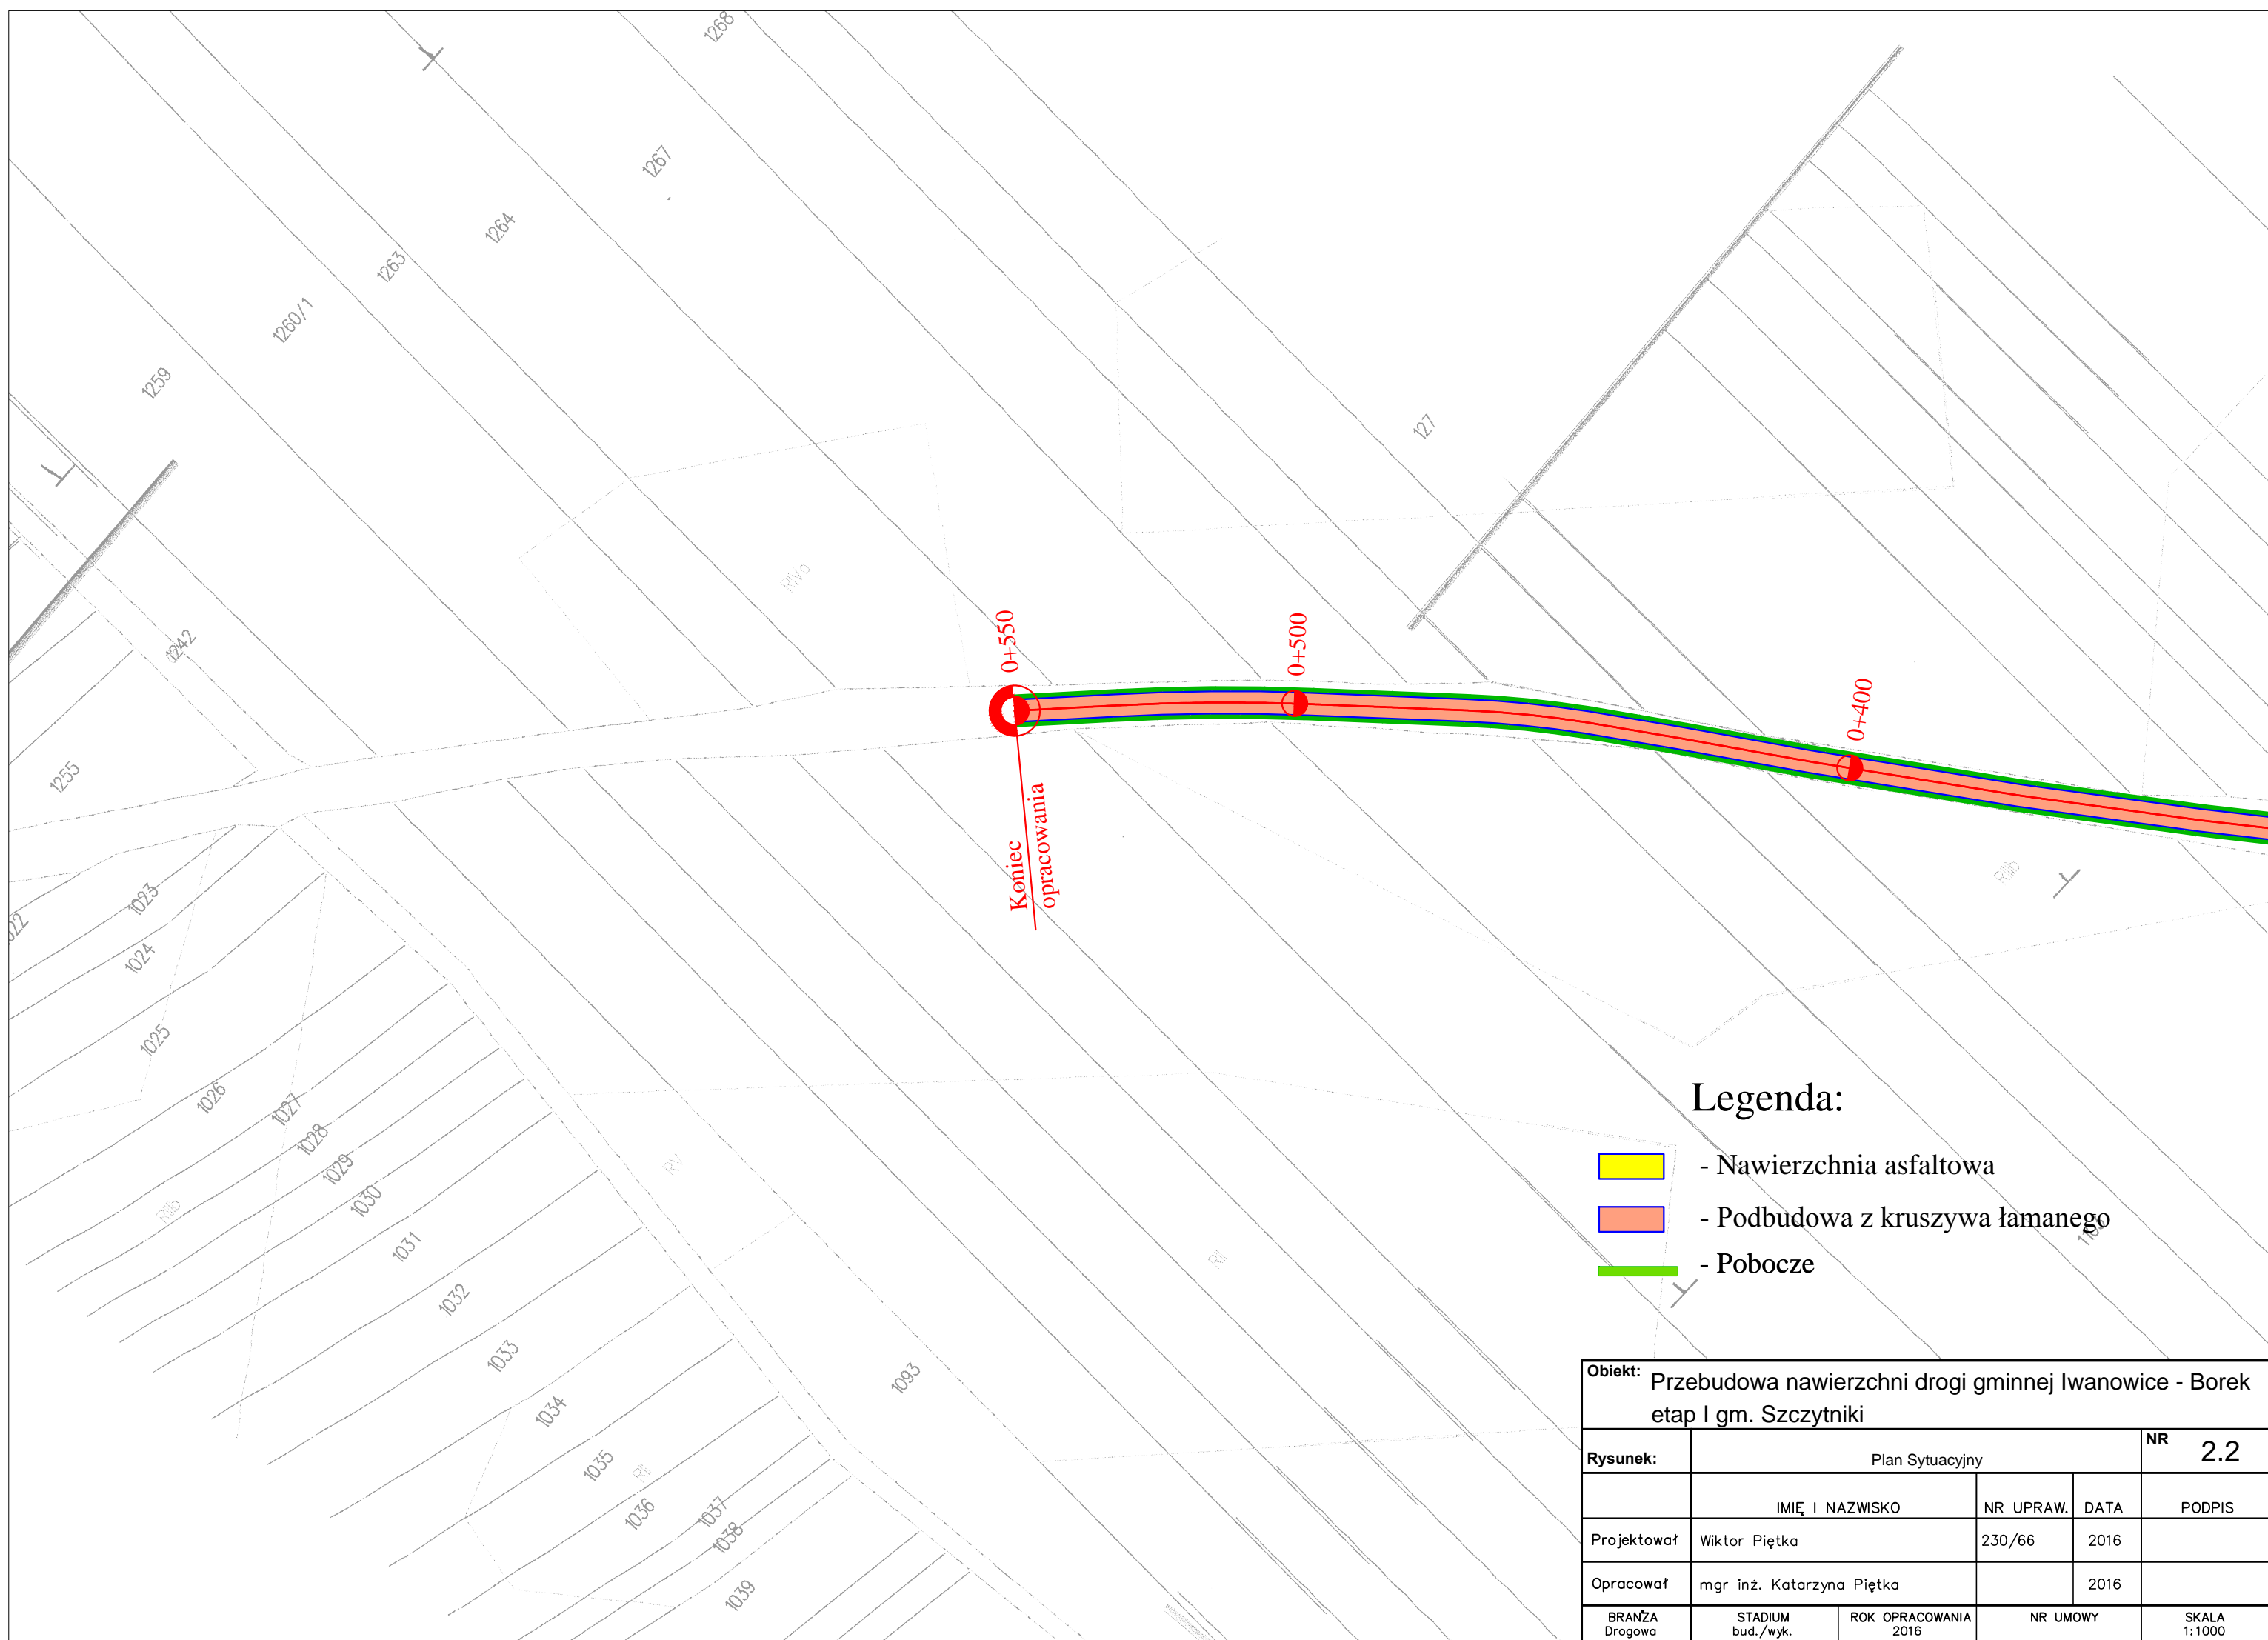 1268
1267
1264
1263
1260/1
1259
127
RIVa
1242
1255
0+550
0+500
0+400
Koniec
opracowania
RIIb
1023
1024
1025
1026
1027
1028
1029
1030
1031
1032
1033
1034
1035
1036
1037
1038
1039
RV
RII
1093
Legenda:
- Nawierzchnia asfaltowa
- Podbudowa z kruszywa łamanego
- Pobocze
Obiekt: Przebudowa nawierzchni drogi gminnej Iwanowice - Borek
etap I gm. Szczytniki
Rysunek: Plan Sytuacyjny NR 2.2
IMIĘ I NAZWISKO NR UPRAW. DATA PODPIS
Projektował Wiktor Piętka 230/66 2016
Opracował mgr inż. Katarzyna Piętka 2016
BRANŻA STADIUM ROK OPRACOWANIA NR UMOWY SKALA
Drogowa bud./wyk. 2016 1:1000